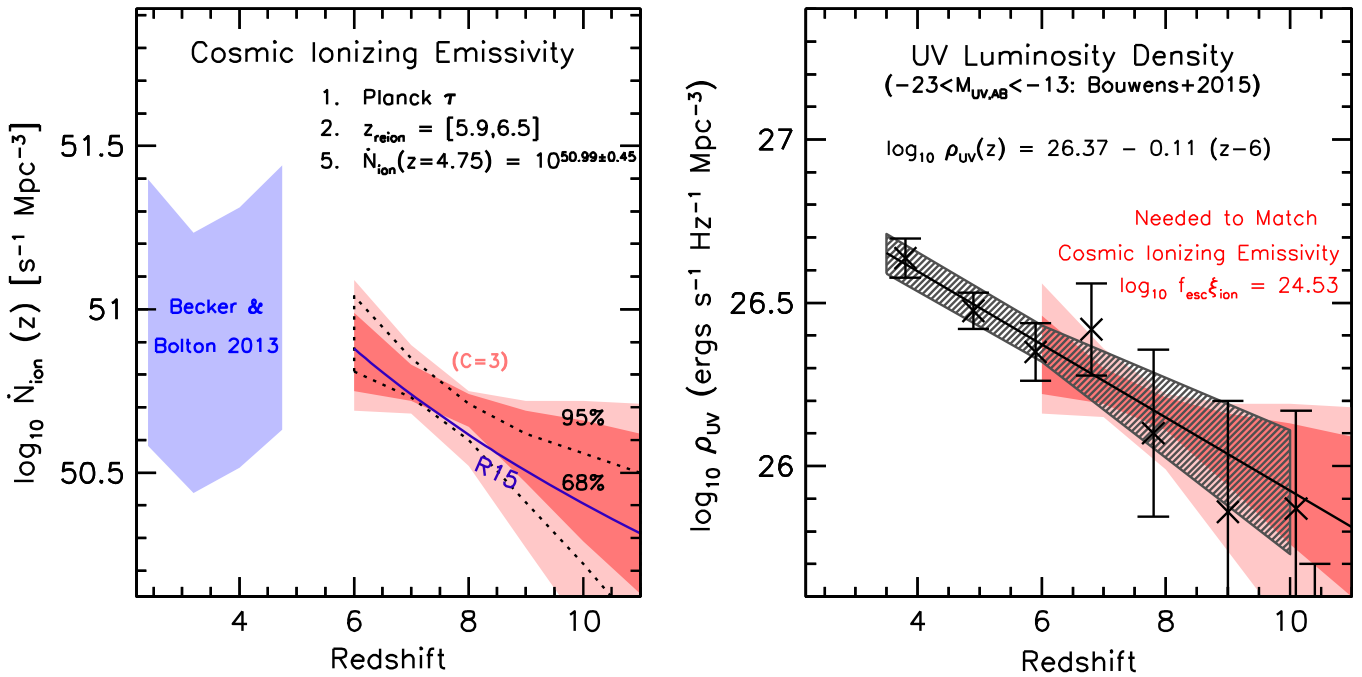 Cosmic Ionizing Emissivity
1. Planck τ
2. z_reion = [5.9,6.5]
5. Ṅ_ion(z=4.75) = 10^50.99±0.45
log₁₀ Ṅ_ion (z) [s⁻¹ Mpc⁻³]
51.5
51
50.5
Becker &
Bolton 2013
(C=3)
95%
68%
R15
4 6 8 10
Redshift
UV Luminosity Density
(−23<M_UV,AB<−13: Bouwens+2015)
log₁₀ ρ_UV(z) = 26.37 − 0.11 (z−6)
Needed to Match
Cosmic Ionizing Emissivity
log₁₀ f_esc ξ_ion = 24.53
log₁₀ ρ_UV (ergs s⁻¹ Hz⁻¹ Mpc⁻³)
27
26.5
26
4 6 8 10
Redshift